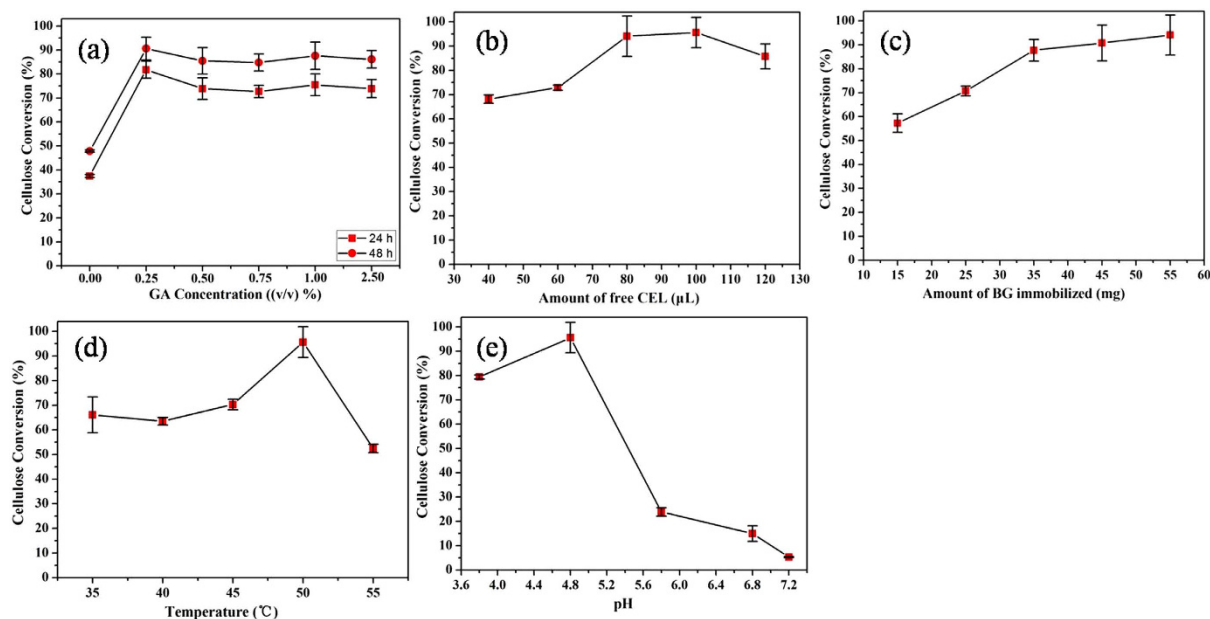 (a)
Cellulose Conversion (%)
100
90
80
70
60
50
40
30
20
10
0
0.00 0.25 0.50 0.75 1.00 2.50
GA Concentration ((v/v) %)
24 h
48 h
(b)
Cellulose Conversion (%)
100
90
80
70
60
50
40
30
20
10
0
30 40 50 60 70 80 90 100 110 120 130
Amount of free CEL (µL)
(c)
Cellulose Conversion (%)
100
90
80
70
60
50
40
30
20
10
0
10 15 20 25 30 35 40 45 50 55 60
Amount of BG immobilized (mg)
(d)
Cellulose Conversion (%)
100
90
80
70
60
50
40
30
20
10
0
35 40 45 50 55
Temperature (℃)
(e)
Cellulose Conversion (%)
100
90
80
70
60
50
40
30
20
10
0
3.6 4.0 4.4 4.8 5.2 5.6 6.0 6.4 6.8 7.2
pH